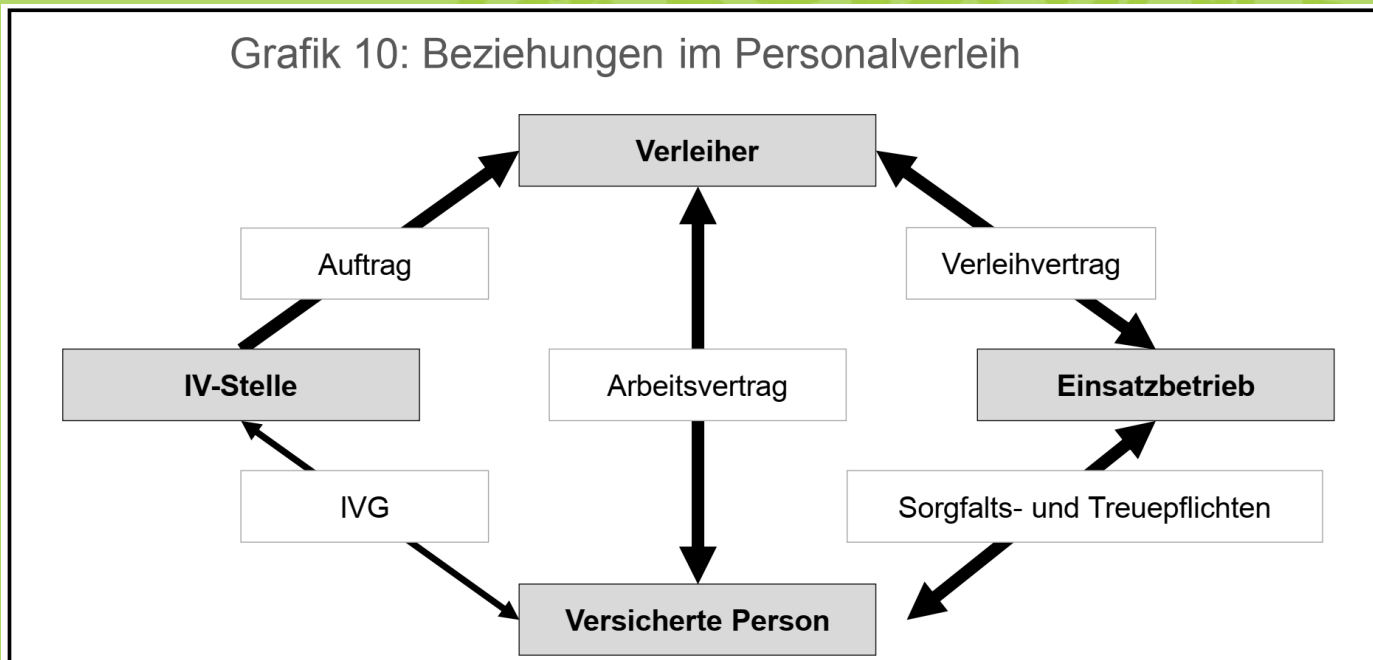 Grafik 10: Beziehungen im Personalverleih
Verleiher
Auftrag
Verleihvertrag
IV-Stelle
Arbeitsvertrag
Einsatzbetrieb
IVG
Sorgfalts- und Treuepflichten
Versicherte Person